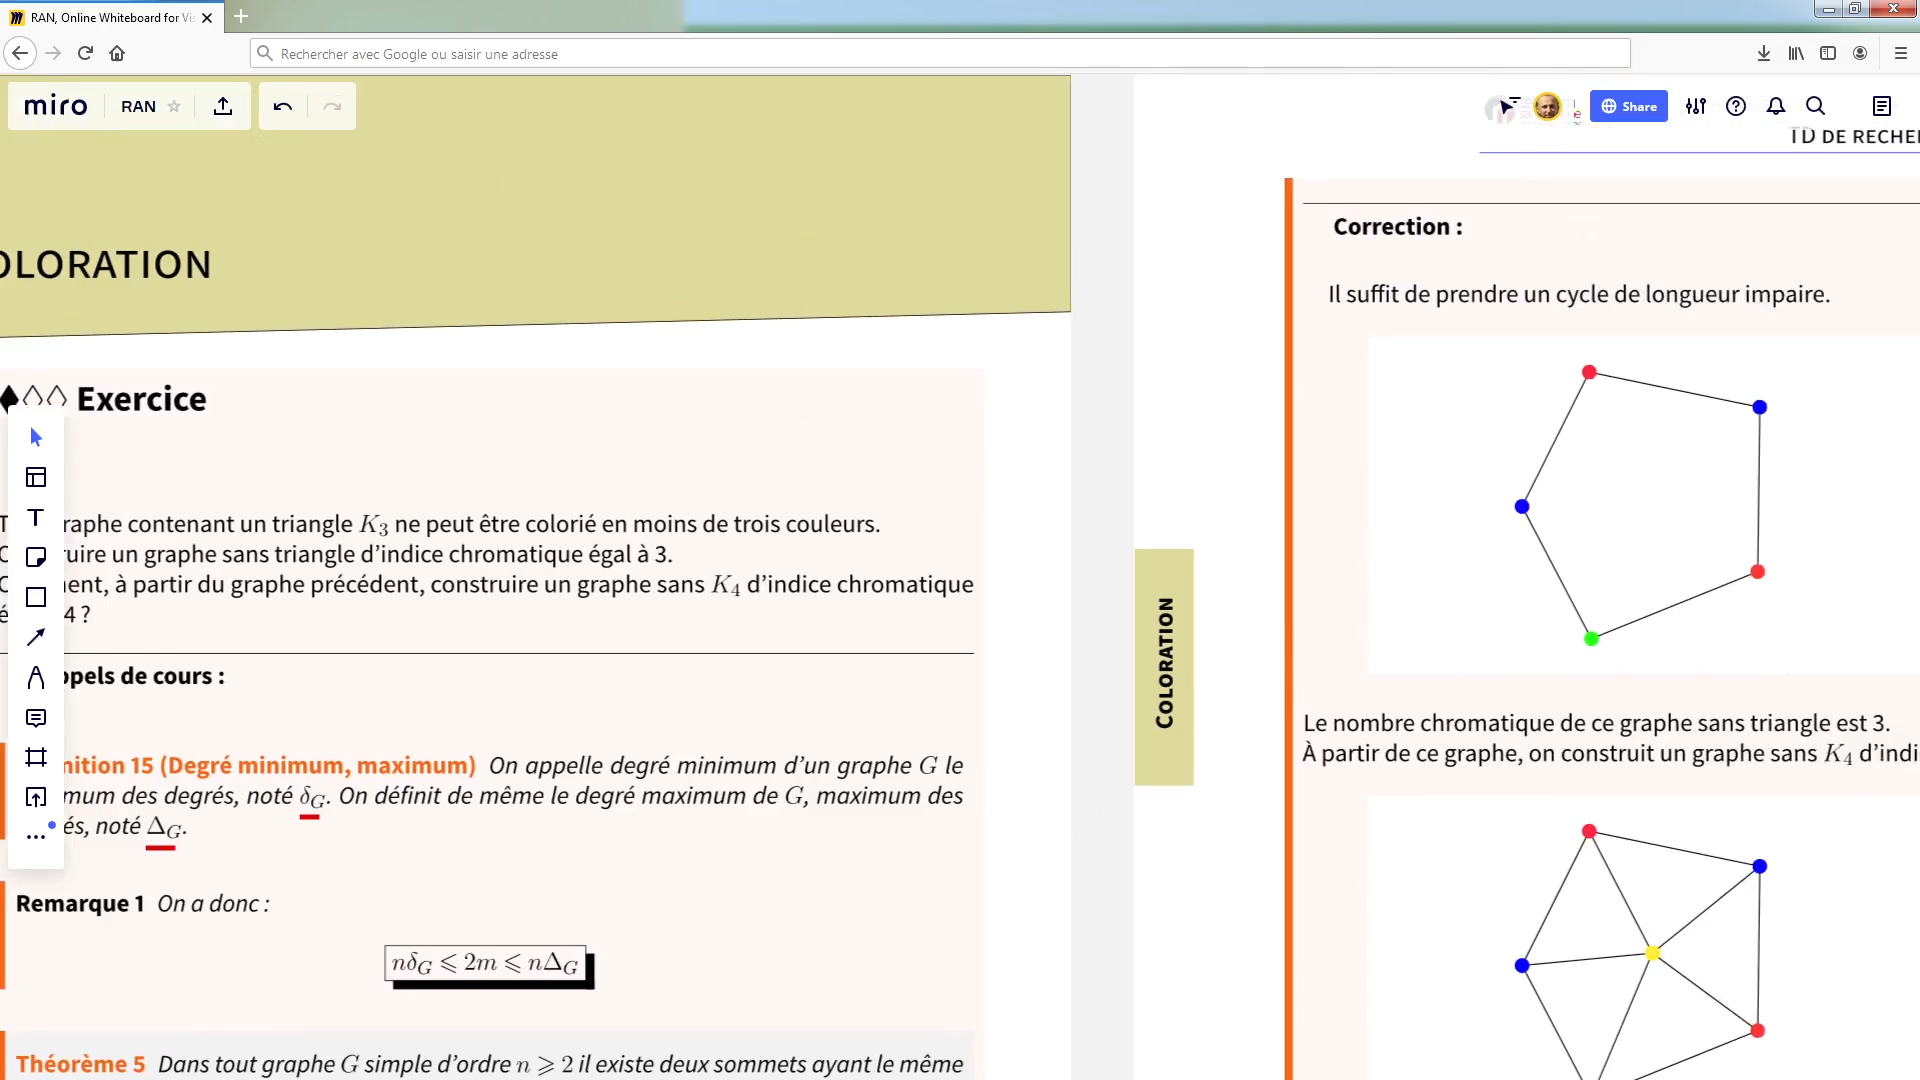 RAN, Online Whiteboard for Vis
Rechercher avec Google ou saisir une adresse
miro
RAN
Share
TD DE RECHE
OLORATION
Exercice
raphe contenant un triangle K3 ne peut être colorié en moins de trois couleurs.
uire un graphe sans triangle d’indice chromatique égal à 3.
ent, à partir du graphe précédent, construire un graphe sans K4 d’indice chromatique
4 ?
ppels de cours :
nition 15 (Degré minimum, maximum) On appelle degré minimum d’un graphe G le
mum des degrés, noté δG. On définit de même le degré maximum de G, maximum des
és, noté ΔG.
Remarque 1 On a donc :
nδG ⩽ 2m ⩽ nΔG
Théorème 5 Dans tout graphe G simple d’ordre n ⩾ 2 il existe deux sommets ayant le même
COLORATION
Correction :
Il suffit de prendre un cycle de longueur impaire.
Le nombre chromatique de ce graphe sans triangle est 3.
À partir de ce graphe, on construit un graphe sans K4 d’indi